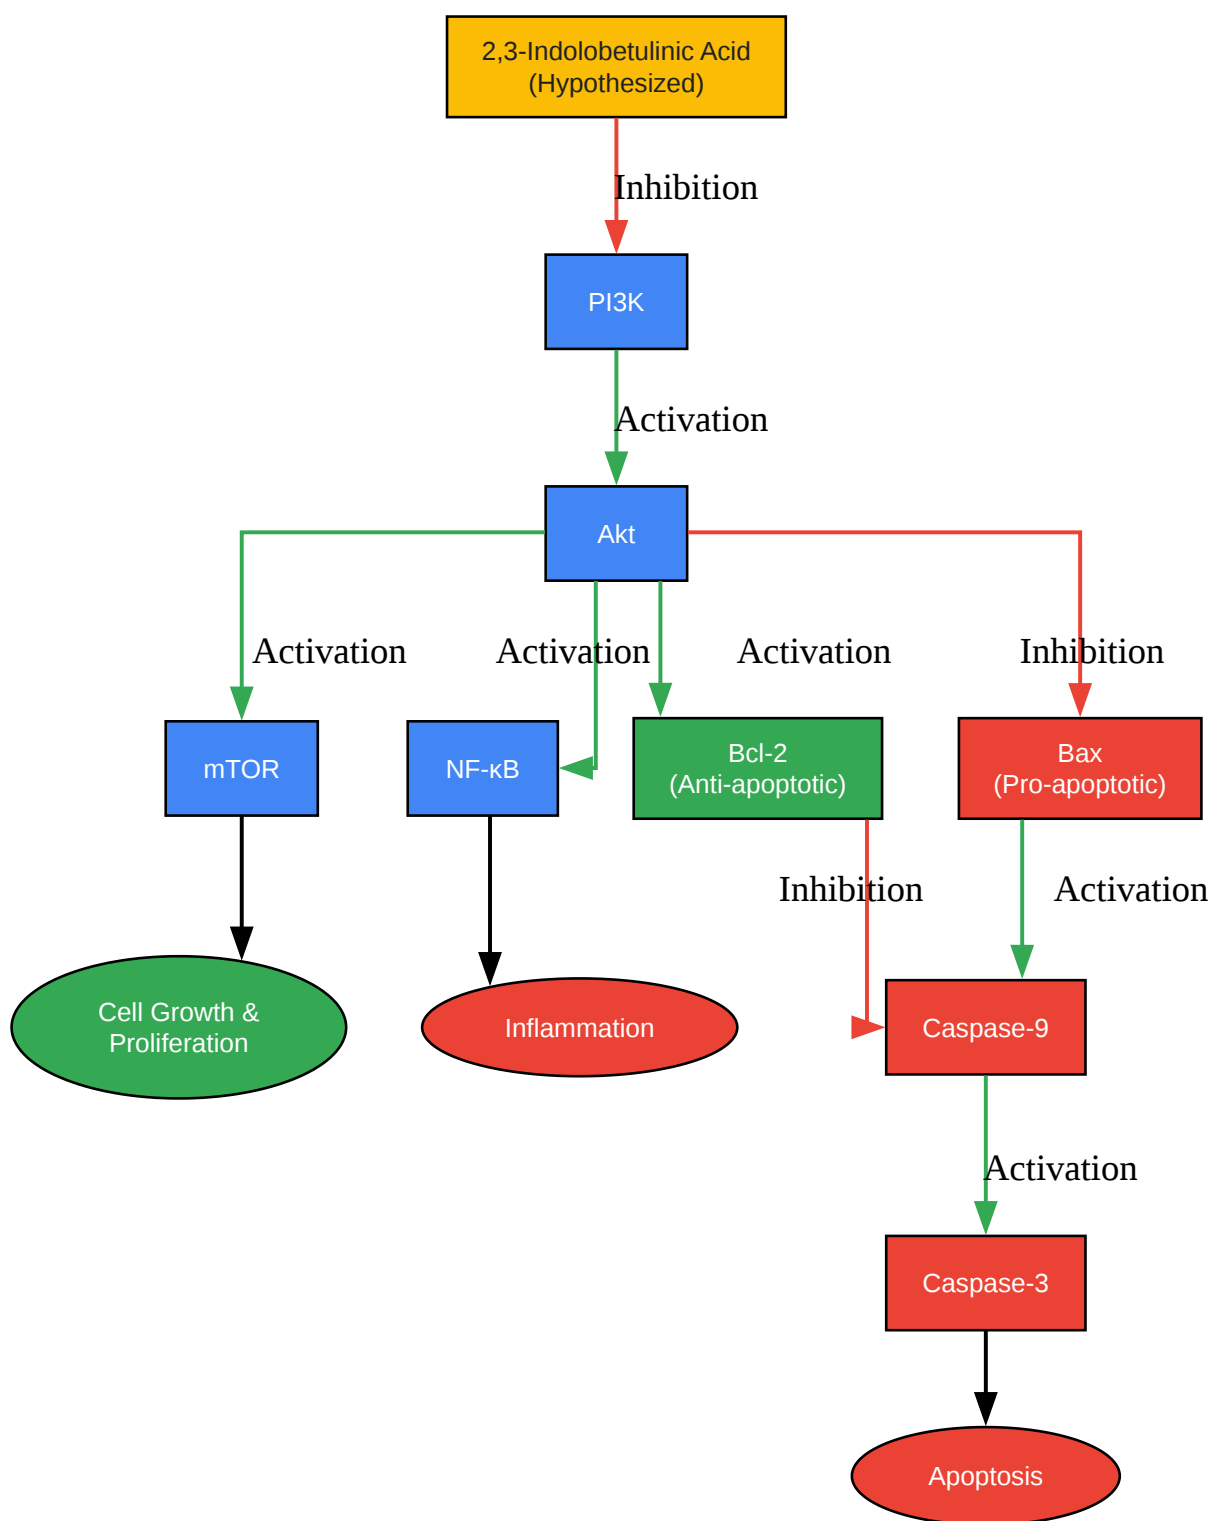 2,3-Indolobetulinic Acid
(Hypothesized)
Inhibition
PI3K
Activation
Akt
Activation
Activation
Activation
Inhibition
mTOR
NF-κB
Bcl-2
(Anti-apoptotic)
Bax
(Pro-apoptotic)
Inhibition
Activation
Cell Growth &
Proliferation
Inflammation
Caspase-9
Activation
Caspase-3
Apoptosis